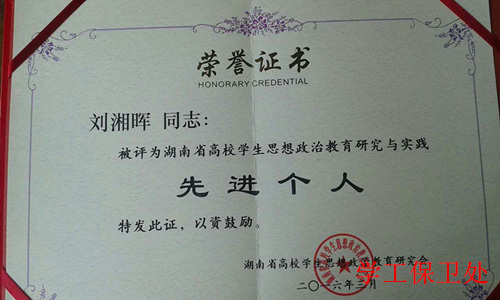 荣誉证书
HONORARY CREDENTIAL
刘湘晖 同志：
被评为湖南省高校学生思想政治教育研究与实践
先进个人
特发此证，以资鼓励。
湖南省高校学生思想政治教育研究会
二〇一六年三月
学工保卫处